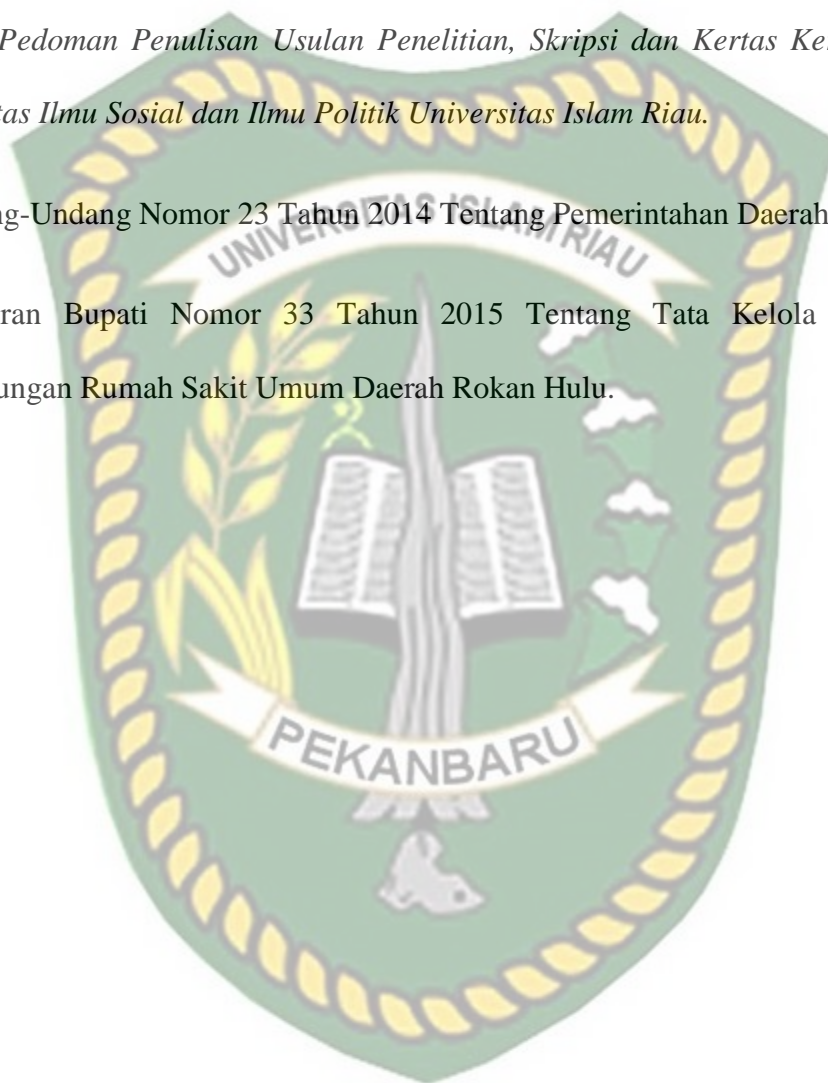 Pedoman Penulisan Usulan Penelitian, Skripsi dan Kertas Ke
tas Ilmu Sosial dan Ilmu Politik Universitas Islam Riau.
ng-Undang Nomor 23 Tahun 2014 Tentang Pemerintahan Daerah
UNIVERSITAS ISLAM RIAU
ran Bupati Nomor 33 Tahun 2015 Tentang Tata Kelola
ungan Rumah Sakit Umum Daerah Rokan Hulu.
PEKANBARU